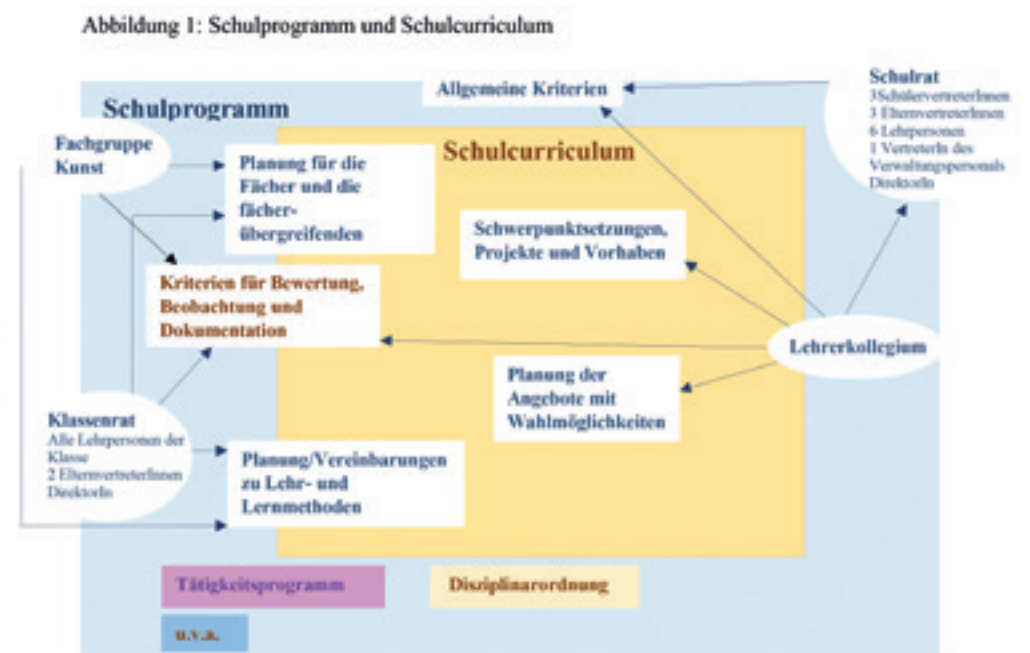 Abbildung 1: Schulprogramm und Schulcurriculum
Schulprogramm
Allgemeine Kriterien
Schulrat
3SchülervertreterInnen
3 ElternvertreterInnen
6 Lehrpersonen
1 VertreterIn des
Verwaltungspersonals
DirektorIn
Fachgruppe
Kunst
Planung für die
Fächer und die
fächer-
übergreifenden
Schulcurriculum
Schwerpunktsetzungen,
Projekte und Vorhaben
Kriterien für Bewertung,
Beobachtung und
Dokumentation
Lehrerkollegium
Planung der
Angebote mit
Wahlmöglichkeiten
Klassenrat
Alle Lehrpersonen der
Klasse
2 ElternvertreterInnen
DirektorIn
Planung/Vereinbarungen
zu Lehr- und
Lernmethoden
Tätigkeitsprogramm
Disziplinarordnung
u.v.a.